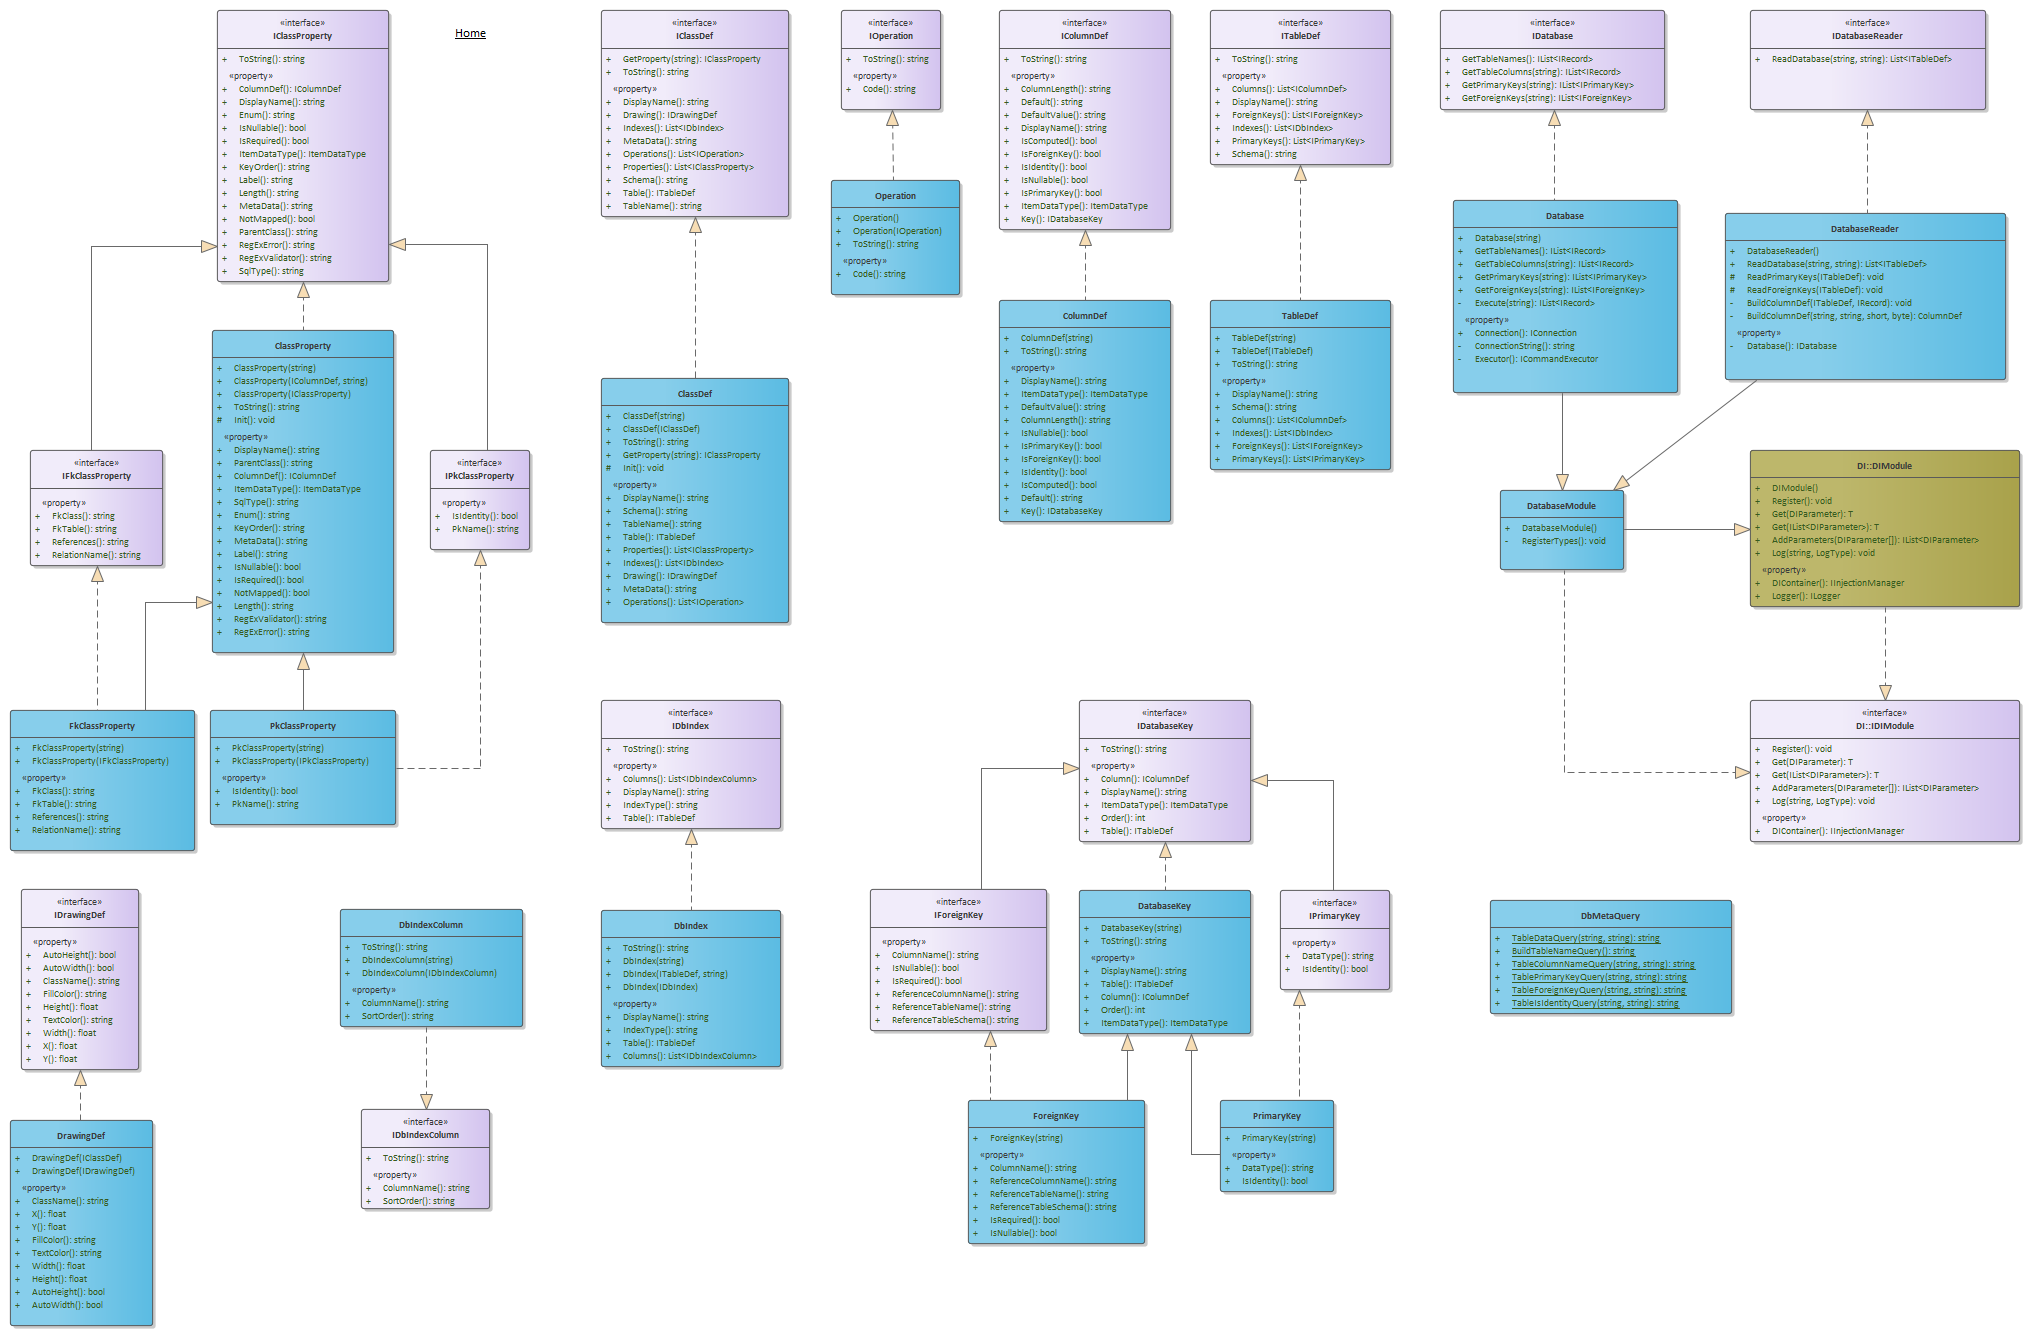 «interface»
IClassProperty
+ ToString(): string
«property»
+ ColumnDef(): IColumnDef
+ DisplayName(): string
+ Enum(): string
+ IsNullable(): bool
+ IsRequired(): bool
+ ItemDataType(): ItemDataType
+ KeyOrder(): string
+ Label(): string
+ Length(): string
+ MetaData(): string
+ NotMapped(): bool
+ ParentClass(): string
+ RegExError(): string
+ RegExValidator(): string
+ SqlType(): string
Home
«interface»
IClassDef
+ GetProperty(string): IClassProperty
+ ToString(): string
«property»
+ DisplayName(): string
+ Drawing(): IDrawingDef
+ Indexes(): List<IDbIndex>
+ MetaData(): string
+ Operations(): List<IOperation>
+ Properties(): List<IClassProperty>
+ Schema(): string
+ Table(): ITableDef
+ TableName(): string
«interface»
IOperation
+ ToString(): string
«property»
+ Code(): string
«interface»
IColumnDef
+ ToString(): string
«property»
+ ColumnLength(): string
+ Default(): string
+ DefaultValue(): string
+ DisplayName(): string
+ IsComputed(): bool
+ IsForeignKey(): bool
+ IsIdentity(): bool
+ IsNullable(): bool
+ IsPrimaryKey(): bool
+ ItemDataType(): ItemDataType
+ Key(): IDatabaseKey
«interface»
ITableDef
+ ToString(): string
«property»
+ Columns(): List<IColumnDef>
+ DisplayName(): string
+ ForeignKeys(): List<IForeignKey>
+ Indexes(): List<IDbIndex>
+ PrimaryKeys(): List<IPrimaryKey>
+ Schema(): string
«interface»
IDatabase
+ GetTableNames(): IList<IRecord>
+ GetTableColumns(string): IList<IRecord>
+ GetPrimaryKeys(string): IList<IPrimaryKey>
+ GetForeignKeys(string): IList<IForeignKey>
«interface»
IDatabaseReader
+ ReadDatabase(string, string): List<ITableDef>
Operation
+ Operation()
+ Operation(IOperation)
+ ToString(): string
«property»
+ Code(): string
Database
+ Database(string)
+ GetTableNames(): IList<IRecord>
+ GetTableColumns(string): IList<IRecord>
+ GetPrimaryKeys(string): IList<IPrimaryKey>
+ GetForeignKeys(string): IList<IForeignKey>
- Execute(string): IList<IRecord>
«property»
+ Connection(): IConnection
- ConnectionString(): string
- Executor(): ICommandExecutor
DatabaseReader
+ DatabaseReader()
+ ReadDatabase(string, string): List<ITableDef>
# ReadPrimaryKeys(ITableDef): void
# ReadForeignKeys(ITableDef): void
- BuildColumnDef(ITableDef, IRecord): void
- BuildColumnDef(string, string, short, byte): ColumnDef
«property»
- Database(): IDatabase
ClassProperty
+ ClassProperty(string)
+ ClassProperty(IColumnDef, string)
+ ClassProperty(IClassProperty)
+ ToString(): string
# Init(): void
«property»
+ DisplayName(): string
+ ParentClass(): string
+ ColumnDef(): IColumnDef
+ ItemDataType(): ItemDataType
+ SqlType(): string
+ Enum(): string
+ KeyOrder(): string
+ MetaData(): string
+ Label(): string
+ IsNullable(): bool
+ IsRequired(): bool
+ NotMapped(): bool
+ Length(): string
+ RegExValidator(): string
+ RegExError(): string
ClassDef
+ ClassDef(string)
+ ClassDef(IClassDef)
+ ToString(): string
+ GetProperty(string): IClassProperty
# Init(): void
«property»
+ DisplayName(): string
+ Schema(): string
+ TableName(): string
+ Table(): ITableDef
+ Properties(): List<IClassProperty>
+ Indexes(): List<IDbIndex>
+ Drawing(): IDrawingDef
+ MetaData(): string
+ Operations(): List<IOperation>
ColumnDef
+ ColumnDef(string)
+ ToString(): string
«property»
+ DisplayName(): string
+ ItemDataType(): ItemDataType
+ DefaultValue(): string
+ ColumnLength(): string
+ IsNullable(): bool
+ IsPrimaryKey(): bool
+ IsForeignKey(): bool
+ IsIdentity(): bool
+ IsComputed(): bool
+ Default(): string
+ Key(): IDatabaseKey
TableDef
+ TableDef(string)
+ TableDef(ITableDef)
+ ToString(): string
«property»
+ DisplayName(): string
+ Schema(): string
+ Columns(): List<IColumnDef>
+ Indexes(): List<IDbIndex>
+ ForeignKeys(): List<IForeignKey>
+ PrimaryKeys(): List<IPrimaryKey>
«interface»
IFkClassProperty
«property»
+ FkClass(): string
+ FkTable(): string
+ References(): string
+ RelationName(): string
«interface»
IPkClassProperty
«property»
+ IsIdentity(): bool
+ PkName(): string
DatabaseModule
+ DatabaseModule()
- RegisterTypes(): void
DI::DIModule
+ DIModule()
+ Register(): void
+ Get(DIParameter): T
+ Get(IList<DIParameter>): T
+ AddParameters(DIParameter[]): IList<DIParameter>
+ Log(string, LogType): void
«property»
+ DIContainer(): IInjectionManager
+ Logger(): ILogger
FkClassProperty
+ FkClassProperty(string)
+ FkClassProperty(IFkClassProperty)
«property»
+ FkClass(): string
+ FkTable(): string
+ References(): string
+ RelationName(): string
PkClassProperty
+ PkClassProperty(string)
+ PkClassProperty(IPkClassProperty)
«property»
+ IsIdentity(): bool
+ PkName(): string
«interface»
IDbIndex
+ ToString(): string
«property»
+ Columns(): List<IDbIndexColumn>
+ DisplayName(): string
+ IndexType(): string
+ Table(): ITableDef
«interface»
IDatabaseKey
+ ToString(): string
«property»
+ Column(): IColumnDef
+ DisplayName(): string
+ ItemDataType(): ItemDataType
+ Order(): int
+ Table(): ITableDef
«interface»
DI::IDIModule
+ Register(): void
+ Get(DIParameter): T
+ Get(IList<DIParameter>): T
+ AddParameters(DIParameter[]): IList<DIParameter>
+ Log(string, LogType): void
«property»
+ DIContainer(): IInjectionManager
«interface»
IDrawingDef
«property»
+ AutoHeight(): bool
+ AutoWidth(): bool
+ ClassName(): string
+ FillColor(): string
+ Height(): float
+ TextColor(): string
+ Width(): float
+ X(): float
+ Y(): float
DbIndexColumn
+ ToString(): string
+ DbIndexColumn(string)
+ DbIndexColumn(IDbIndexColumn)
«property»
+ ColumnName(): string
+ SortOrder(): string
DbIndex
+ ToString(): string
+ DbIndex(string)
+ DbIndex(ITableDef, string)
+ DbIndex(IDbIndex)
«property»
+ DisplayName(): string
+ IndexType(): string
+ Table(): ITableDef
+ Columns(): List<IDbIndexColumn>
«interface»
IForeignKey
«property»
+ ColumnName(): string
+ IsNullable(): bool
+ IsRequired(): bool
+ ReferenceColumnName(): string
+ ReferenceTableName(): string
+ ReferenceTableSchema(): string
DatabaseKey
+ DatabaseKey(string)
+ ToString(): string
«property»
+ DisplayName(): string
+ Table(): ITableDef
+ Column(): IColumnDef
+ Order(): int
+ ItemDataType(): ItemDataType
«interface»
IPrimaryKey
«property»
+ DataType(): string
+ IsIdentity(): bool
DbMetaQuery
+ TableDataQuery(string, string): string
+ BuildTableNameQuery(): string
+ TableColumnNameQuery(string, string): string
+ TablePrimaryKeyQuery(string, string): string
+ TableForeignKeyQuery(string, string): string
+ TableIsIdentityQuery(string, string): string
DrawingDef
+ DrawingDef(IClassDef)
+ DrawingDef(IDrawingDef)
«property»
+ ClassName(): string
+ X(): float
+ Y(): float
+ FillColor(): string
+ TextColor(): string
+ Width(): float
+ Height(): float
+ AutoHeight(): bool
+ AutoWidth(): bool
«interface»
IDbIndexColumn
+ ToString(): string
«property»
+ ColumnName(): string
+ SortOrder(): string
ForeignKey
+ ForeignKey(string)
«property»
+ ColumnName(): string
+ ReferenceColumnName(): string
+ ReferenceTableName(): string
+ ReferenceTableSchema(): string
+ IsRequired(): bool
+ IsNullable(): bool
PrimaryKey
+ PrimaryKey(string)
«property»
+ DataType(): string
+ IsIdentity(): bool